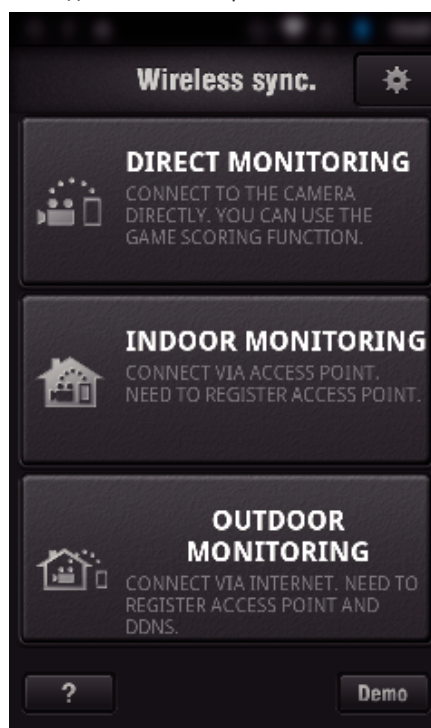 Wireless sync.
DIRECT MONITORING
CONNECT TO THE CAMERA
DIRECTLY. YOU CAN USE THE
GAME SCORING FUNCTION.
INDOOR MONITORING
CONNECT VIA ACCESS POINT.
NEED TO REGISTER ACCESS POINT.
OUTDOOR
MONITORING
CONNECT VIA INTERNET. NEED TO
REGISTER ACCESS POINT AND
DDNS.
?
Demo